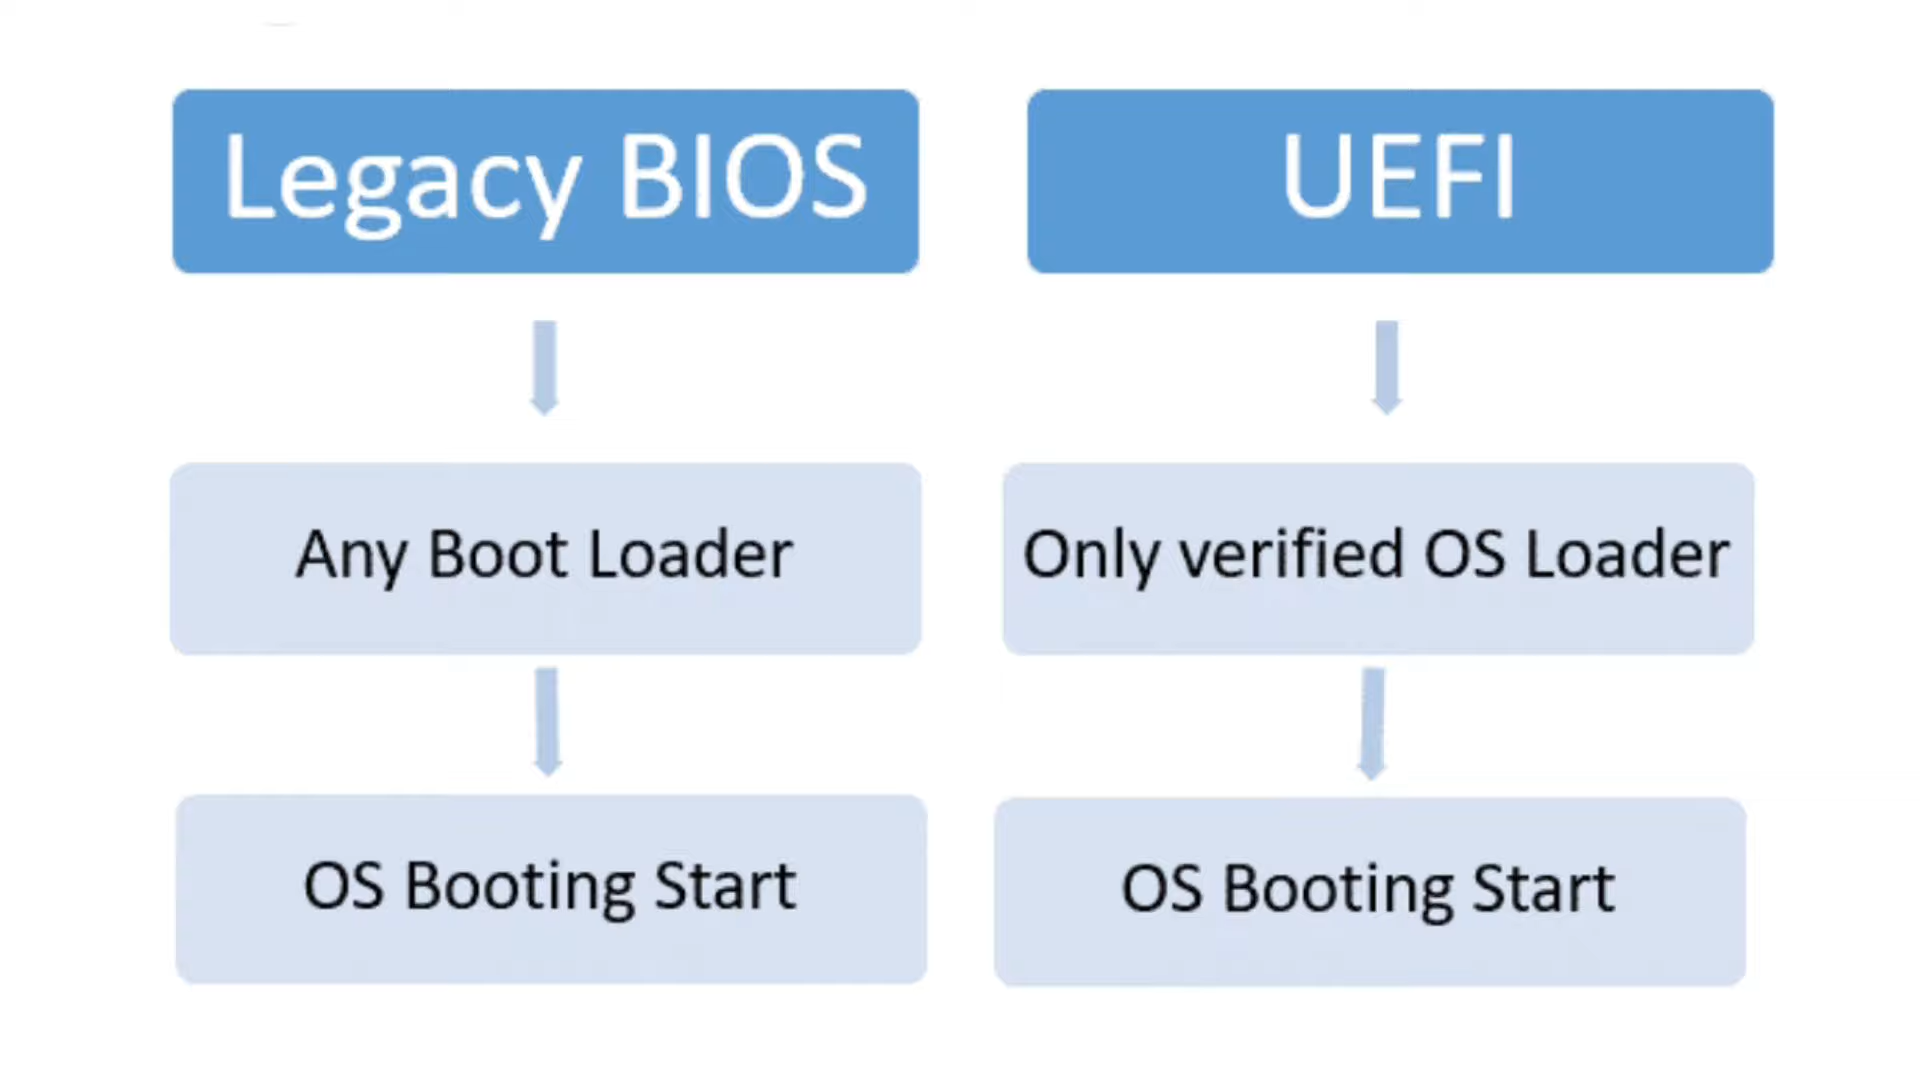 Legacy BIOS
Any Boot Loader
OS Booting Start
UEFI
Only verified OS Loader
OS Booting Start